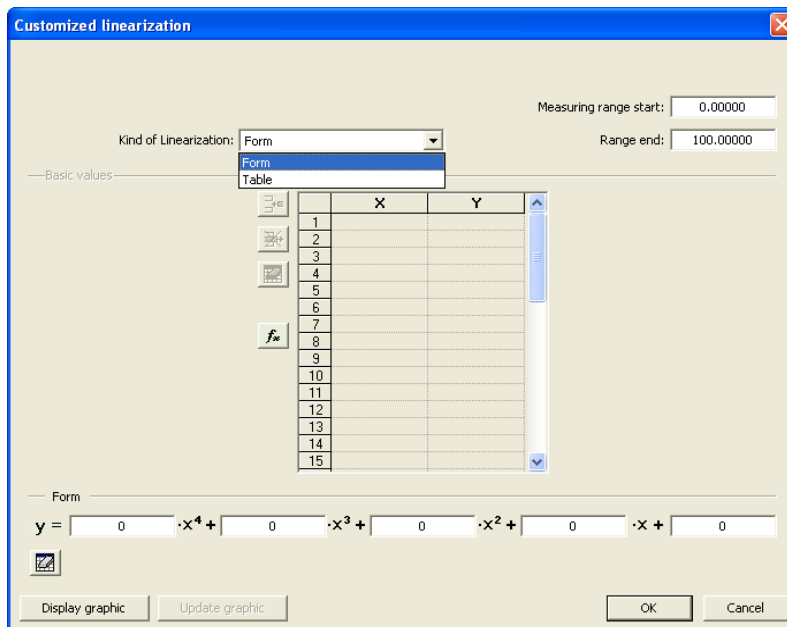 Customized linearization
Measuring range start: 0.00000
Kind of Linearization: Form Range end: 100.00000
Form
Table
Basic values
X Y
1
2
3
4
5
6
7
8
9
10
11
12
13
14
15
fx
Form
y = 0 ·x⁴ + 0 ·x³ + 0 ·x² + 0 ·x + 0
Display graphic Update graphic OK Cancel